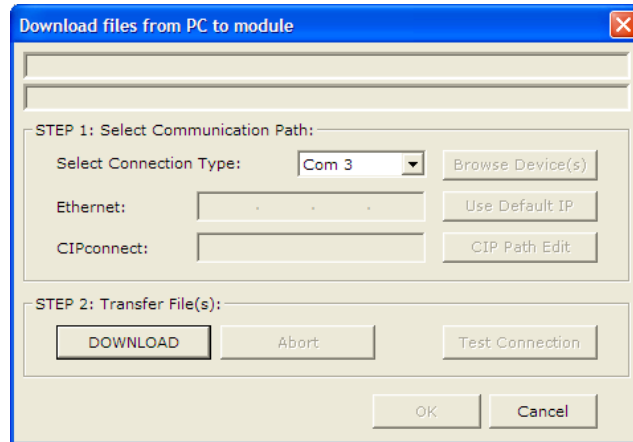 Download files from PC to module
STEP 1: Select Communication Path:
Select Connection Type: Com 3 Browse Device(s)
Ethernet: . . . Use Default IP
CIPconnect: CIP Path Edit
STEP 2: Transfer File(s):
DOWNLOAD Abort Test Connection
OK Cancel